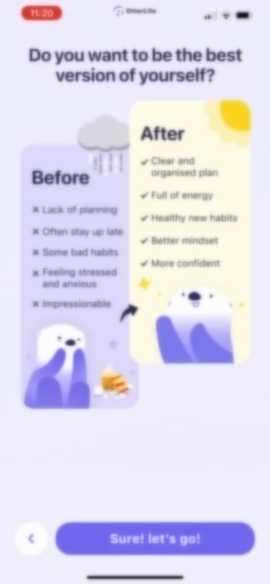 11:20
OtterLife
Do you want to be the best
version of yourself?
Before
✕ Lack of planning
✕ Often stay up late
✕ Some bad habits
✕ Feeling stressed
and anxious
✕ Impressionable
After
✓ Clear and
organised plan
✓ Full of energy
✓ Healthy new habits
✓ Better mindset
✓ More confident
Sure! let's go!